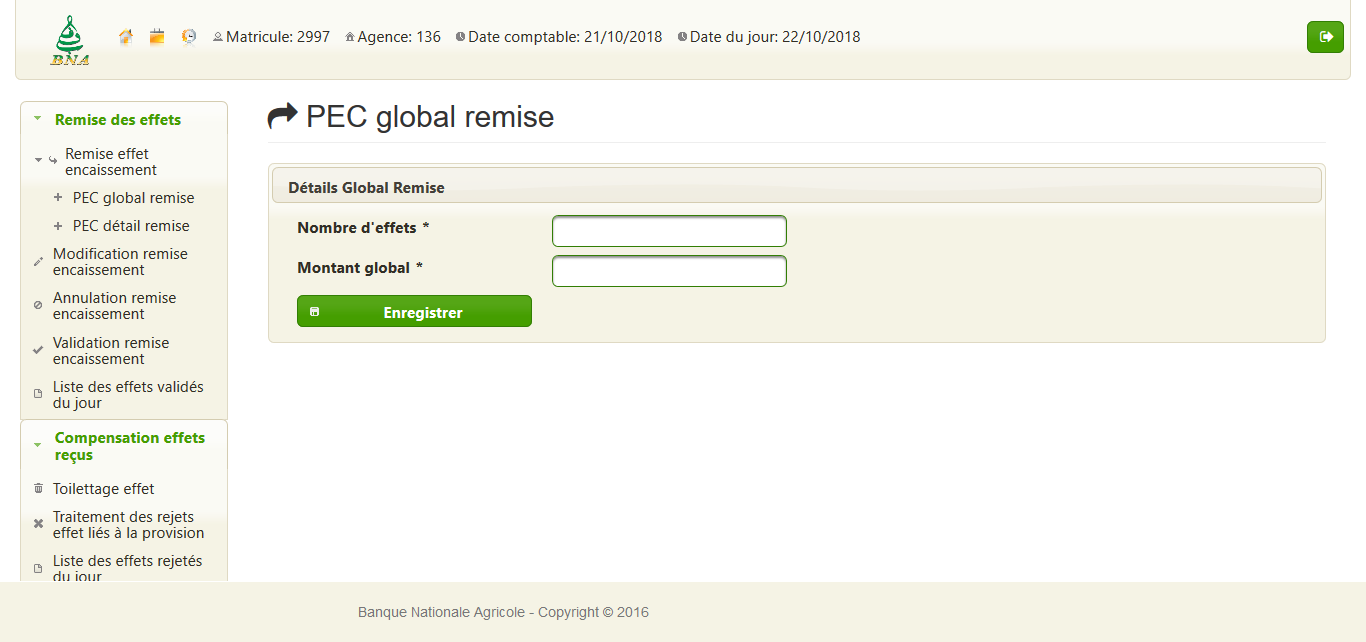 BNA
Matricule: 2997 Agence: 136 Date comptable: 21/10/2018 Date du jour: 22/10/2018
Remise des effets
Remise effet
encaissement
PEC global remise
PEC détail remise
Modification remise
encaissement
Annulation remise
encaissement
Validation remise
encaissement
Liste des effets validés
du jour
Compensation effets
reçus
Toilettage effet
Traitement des rejets
effet liés à la provision
Liste des effets rejetés
du jour
PEC global remise
Détails Global Remise
Nombre d'effets *
Montant global *
Enregistrer
Banque Nationale Agricole - Copyright © 2016